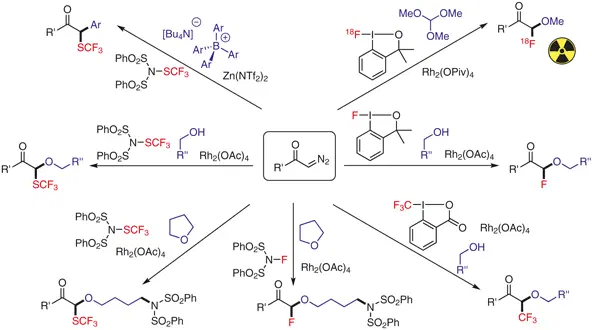 O
R'
Ar
SCF3
[Bu4N]
−
+
Ar
Ar B Ar
Ar
PhO2S
N SCF3
PhO2S
Zn(NTf2)2
18F I O
MeO OMe
OMe
Rh2(OPiv)4
O
R' OMe
18F
O
R' O R''
SCF3
PhO2S
N SCF3
PhO2S
OH
R''
Rh2(OAc)4
O
R' N2
F I O
OH
R''
Rh2(OAc)4
O
R' O R''
F
PhO2S
N SCF3
PhO2S
O
Rh2(OAc)4
PhO2S
N F
PhO2S
O
Rh2(OAc)4
F3C I O
O
Rh2(OAc)4
OH
R''
O
R' O SO2Ph
N
SCF3 SO2Ph
O
R' O SO2Ph
N
F SO2Ph
O
R' O R''
CF3